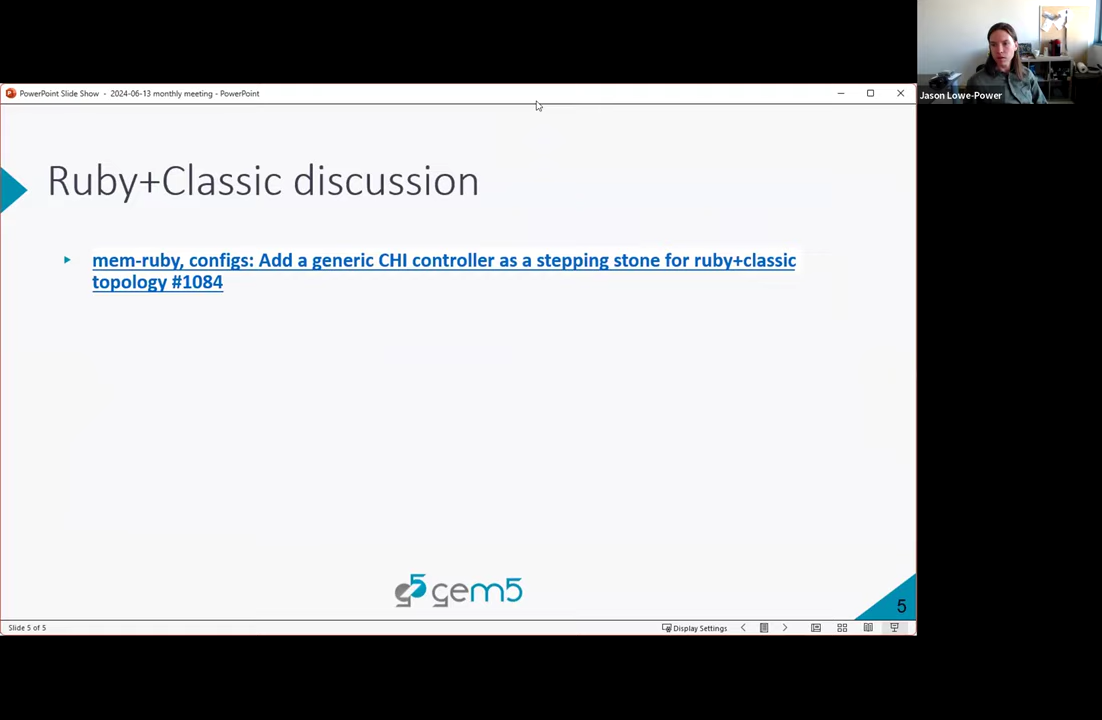 PowerPoint Slide Show - 2024-06-13 monthly meeting - PowerPoint
Jason Lowe-Power
Ruby+Classic discussion
mem-ruby, configs: Add a generic CHI controller as a stepping stone for ruby+classic
topology #1084
g5 gem5
5
Slide 5 of 5
Display Settings